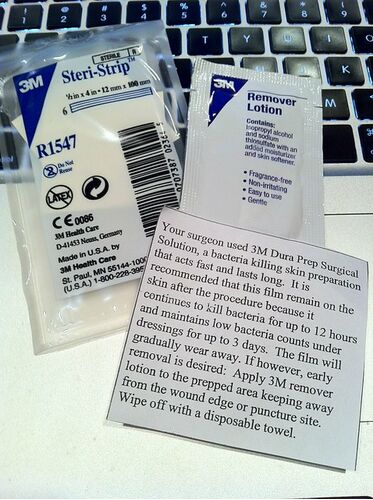 STERILE R
3M
Steri-Strip™
½ in x 4 in • 12 mm x 100 mm
6
R1547
Do Not
Reuse
LATEX
CE 0086
3M Health Care
D-41453 Neuss, Germany
Made in U.S.A. by
3M Health Care
St. Paul, MN 55144-1000
(U.S.A.) 1-800-228-39
3M
Remover
Lotion
Contains:
Isopropyl alcohol
and sodium
thiosulfate with an
added moisturizer
and skin softener.
• Fragrance-free
• Non-irritating
• Easy to use
• Gentle
Your surgeon used 3M Dura Prep Surgical
Solution, a bacteria killing skin preparation
that acts fast and lasts long. It is
recommended that this film remain on the
skin after the procedure because it
continues to kill bacteria for up to 12 hours
and maintains low bacteria counts under
dressings for up to 3 days. The film will
gradually wear away. If however, early
removal is desired: Apply 3M remover
lotion to the prepped area keeping away
from the wound edge or puncture site.
Wipe off with a disposable towel.